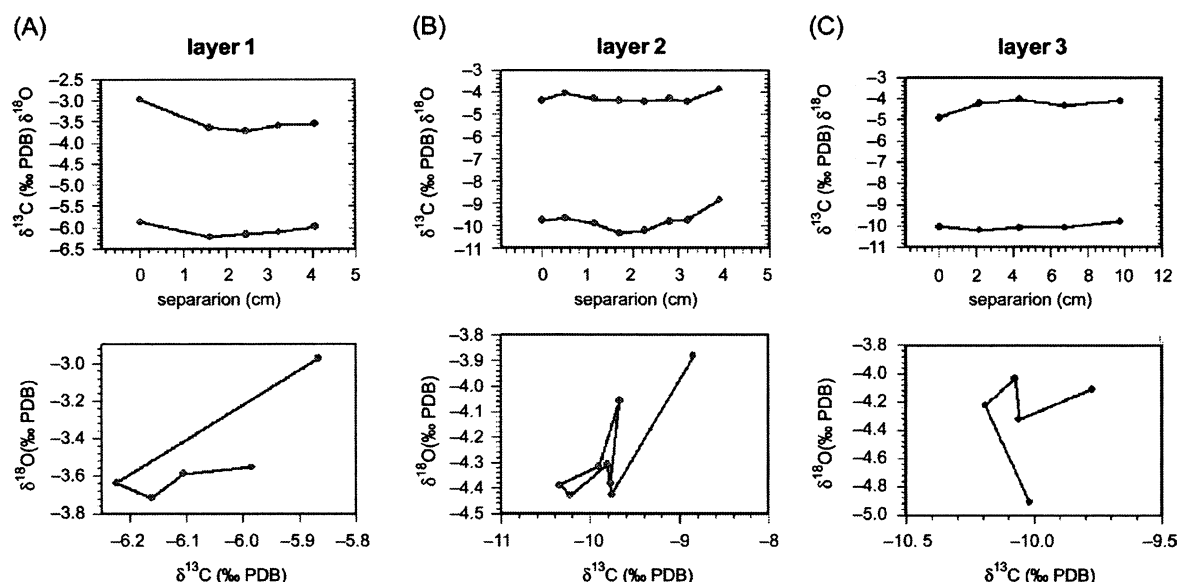 (A)
layer 1
δ¹³C (‰ PDB) δ¹⁸O
–2.5
–3.0
–3.5
–4.0
–4.5
–5.0
–5.5
–6.0
–6.5
0 1 2 3 4 5
separarion (cm)
(B)
layer 2
δ¹³C (‰ PDB) δ¹⁸O
–3
–4
–5
–6
–7
–8
–9
–10
–11
0 1 2 3 4 5
separarion (cm)
(C)
layer 3
δ¹³C (‰ PDB) δ¹⁸O
–3
–4
–5
–6
–7
–8
–9
–10
–11
0 2 4 6 8 10 12
separarion (cm)
δ¹⁸O(‰ PDB)
–3.0
–3.2
–3.4
–3.6
–3.8
–6.2 –6.1 –6.0 –5.9 –5.8
δ¹³C (‰ PDB)
δ¹⁸O(‰ PDB)
–3.8
–3.9
–4.0
–4.1
–4.2
–4.3
–4.4
–4.5
–11 –10 –9 –8
δ¹³C (‰ PDB)
δ¹⁸O(‰ PDB)
–3.8
–4.0
–4.2
–4.4
–4.6
–4.8
–5.0
–10. 5 –10.0 –9.5
δ¹³C (‰ PDB)